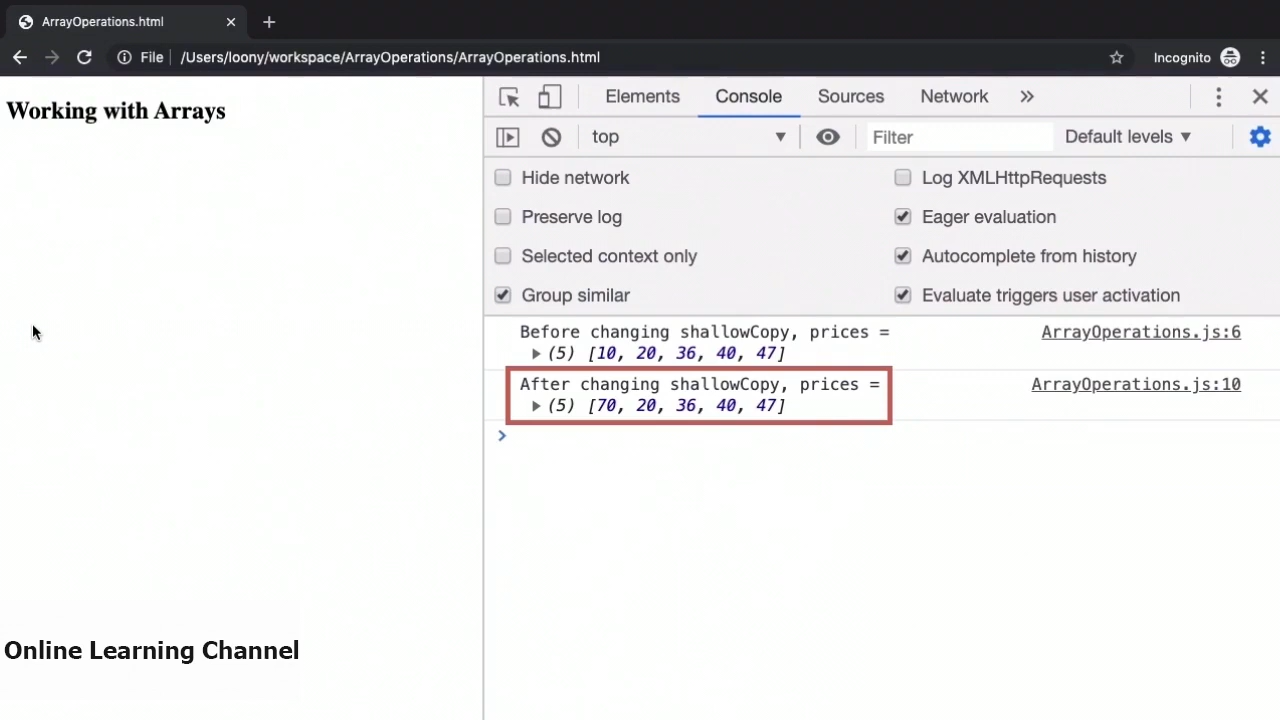 ArrayOperations.html
File /Users/loony/workspace/ArrayOperations/ArrayOperations.html
Incognito
Working with Arrays
Elements Console Sources Network
top Filter Default levels
Hide network Log XMLHttpRequests
Preserve log Eager evaluation
Selected context only Autocomplete from history
Group similar Evaluate triggers user activation
Before changing shallowCopy, prices = ArrayOperations.js:6
(5) [10, 20, 36, 40, 47]
After changing shallowCopy, prices = ArrayOperations.js:10
(5) [70, 20, 36, 40, 47]
Online Learning Channel